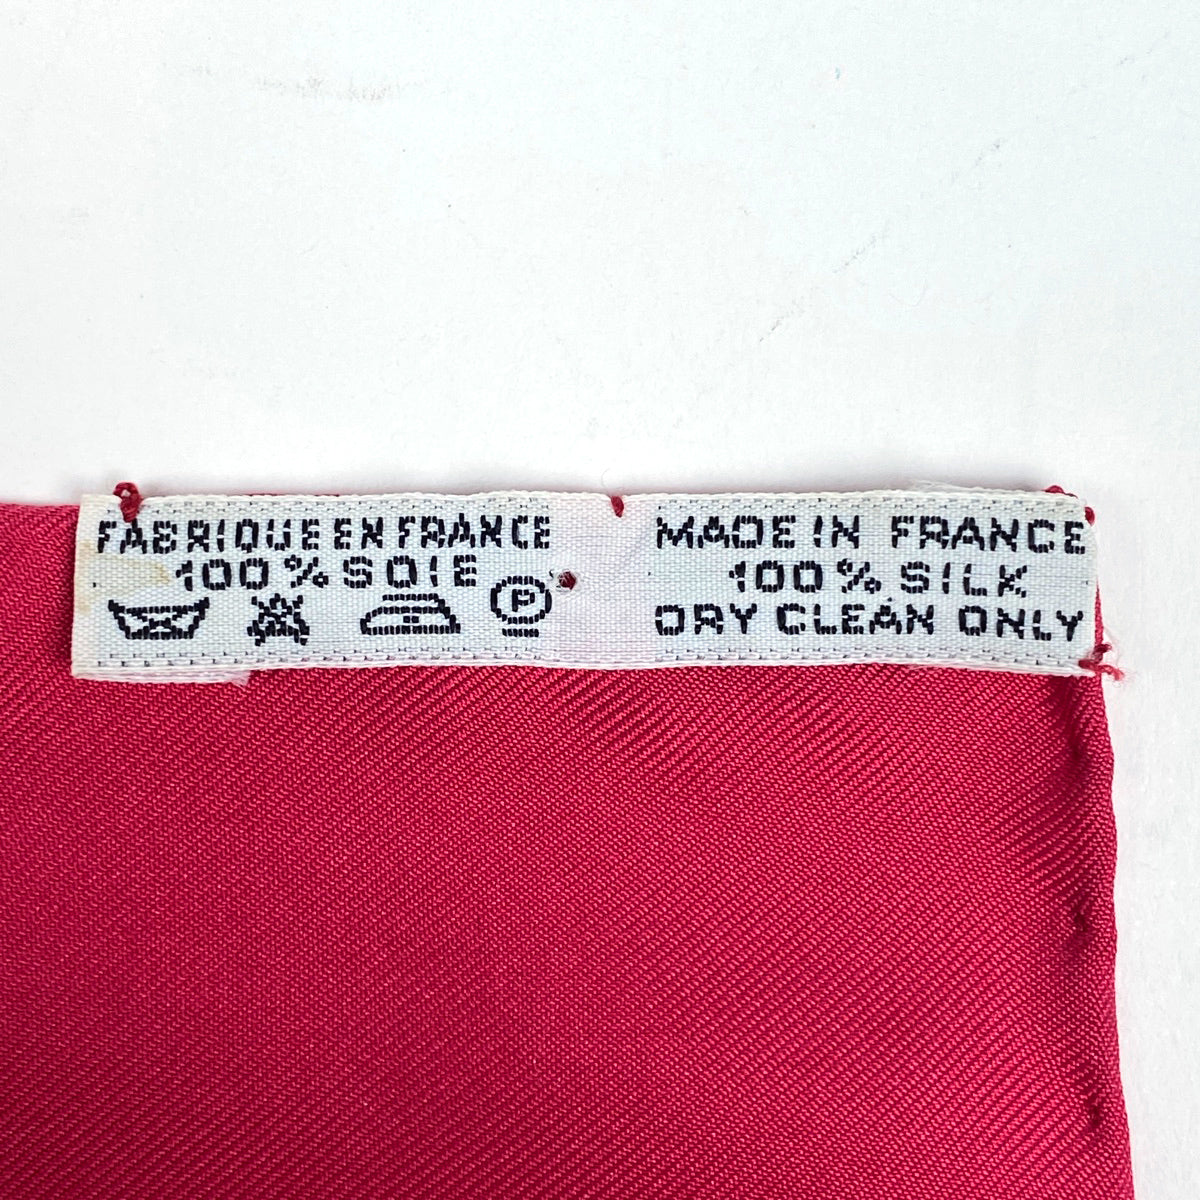 FABRIQUE EN FRANCE
100 % SOIE
P
MADE IN FRANCE
100 % SILK
DRY CLEAN ONLY